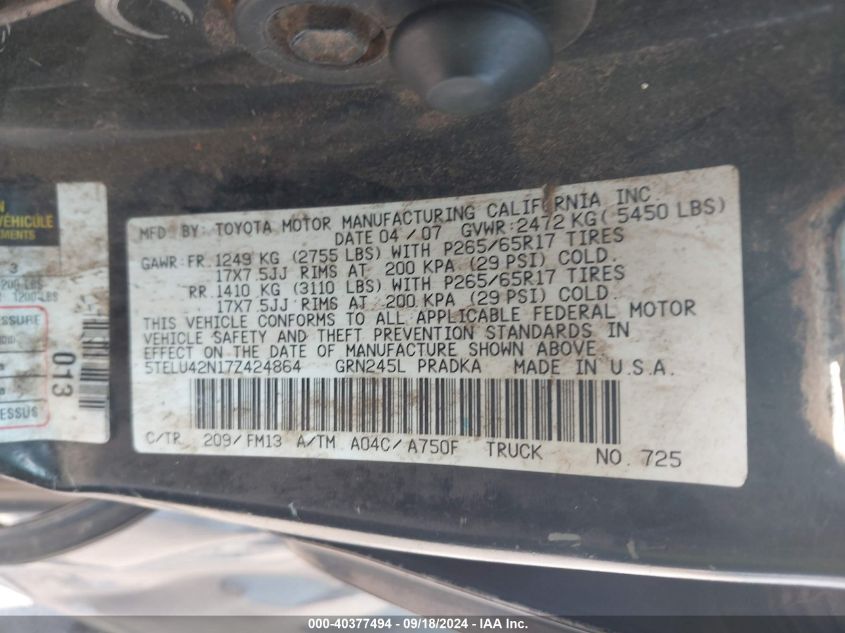 MFD BY: TOYOTA MOTOR MANUFACTURING CALIFORNIA INC
DATE 04/07 GVWR: 2472 KG( 5450 LBS)
GAWR: FR. 1249 KG (2755 LBS) WITH P265/65R17 TIRES
17X7.5JJ RIMS AT 200 KPA (29 PSI) COLD.
RR. 1410 KG (3110 LBS) WITH P265/65R17 TIRES
17X7.5JJ RIMS AT 200 KPA (29 PSI) COLD.
THIS VEHICLE CONFORMS TO ALL APPLICABLE FEDERAL MOTOR
VEHICLE SAFETY AND THEFT PREVENTION STANDARDS IN
EFFECT ON THE DATE OF MANUFACTURE SHOWN ABOVE.
5TELU42N17Z424864 GRN245L PRADKA MADE IN U.S.A.
C/TR 209/FM13 A/TM A04C/A750F TRUCK NO. 725
VÉHICULE
3
1200-LBS
013
000-40377494 - 09/18/2024 - IAA Inc.